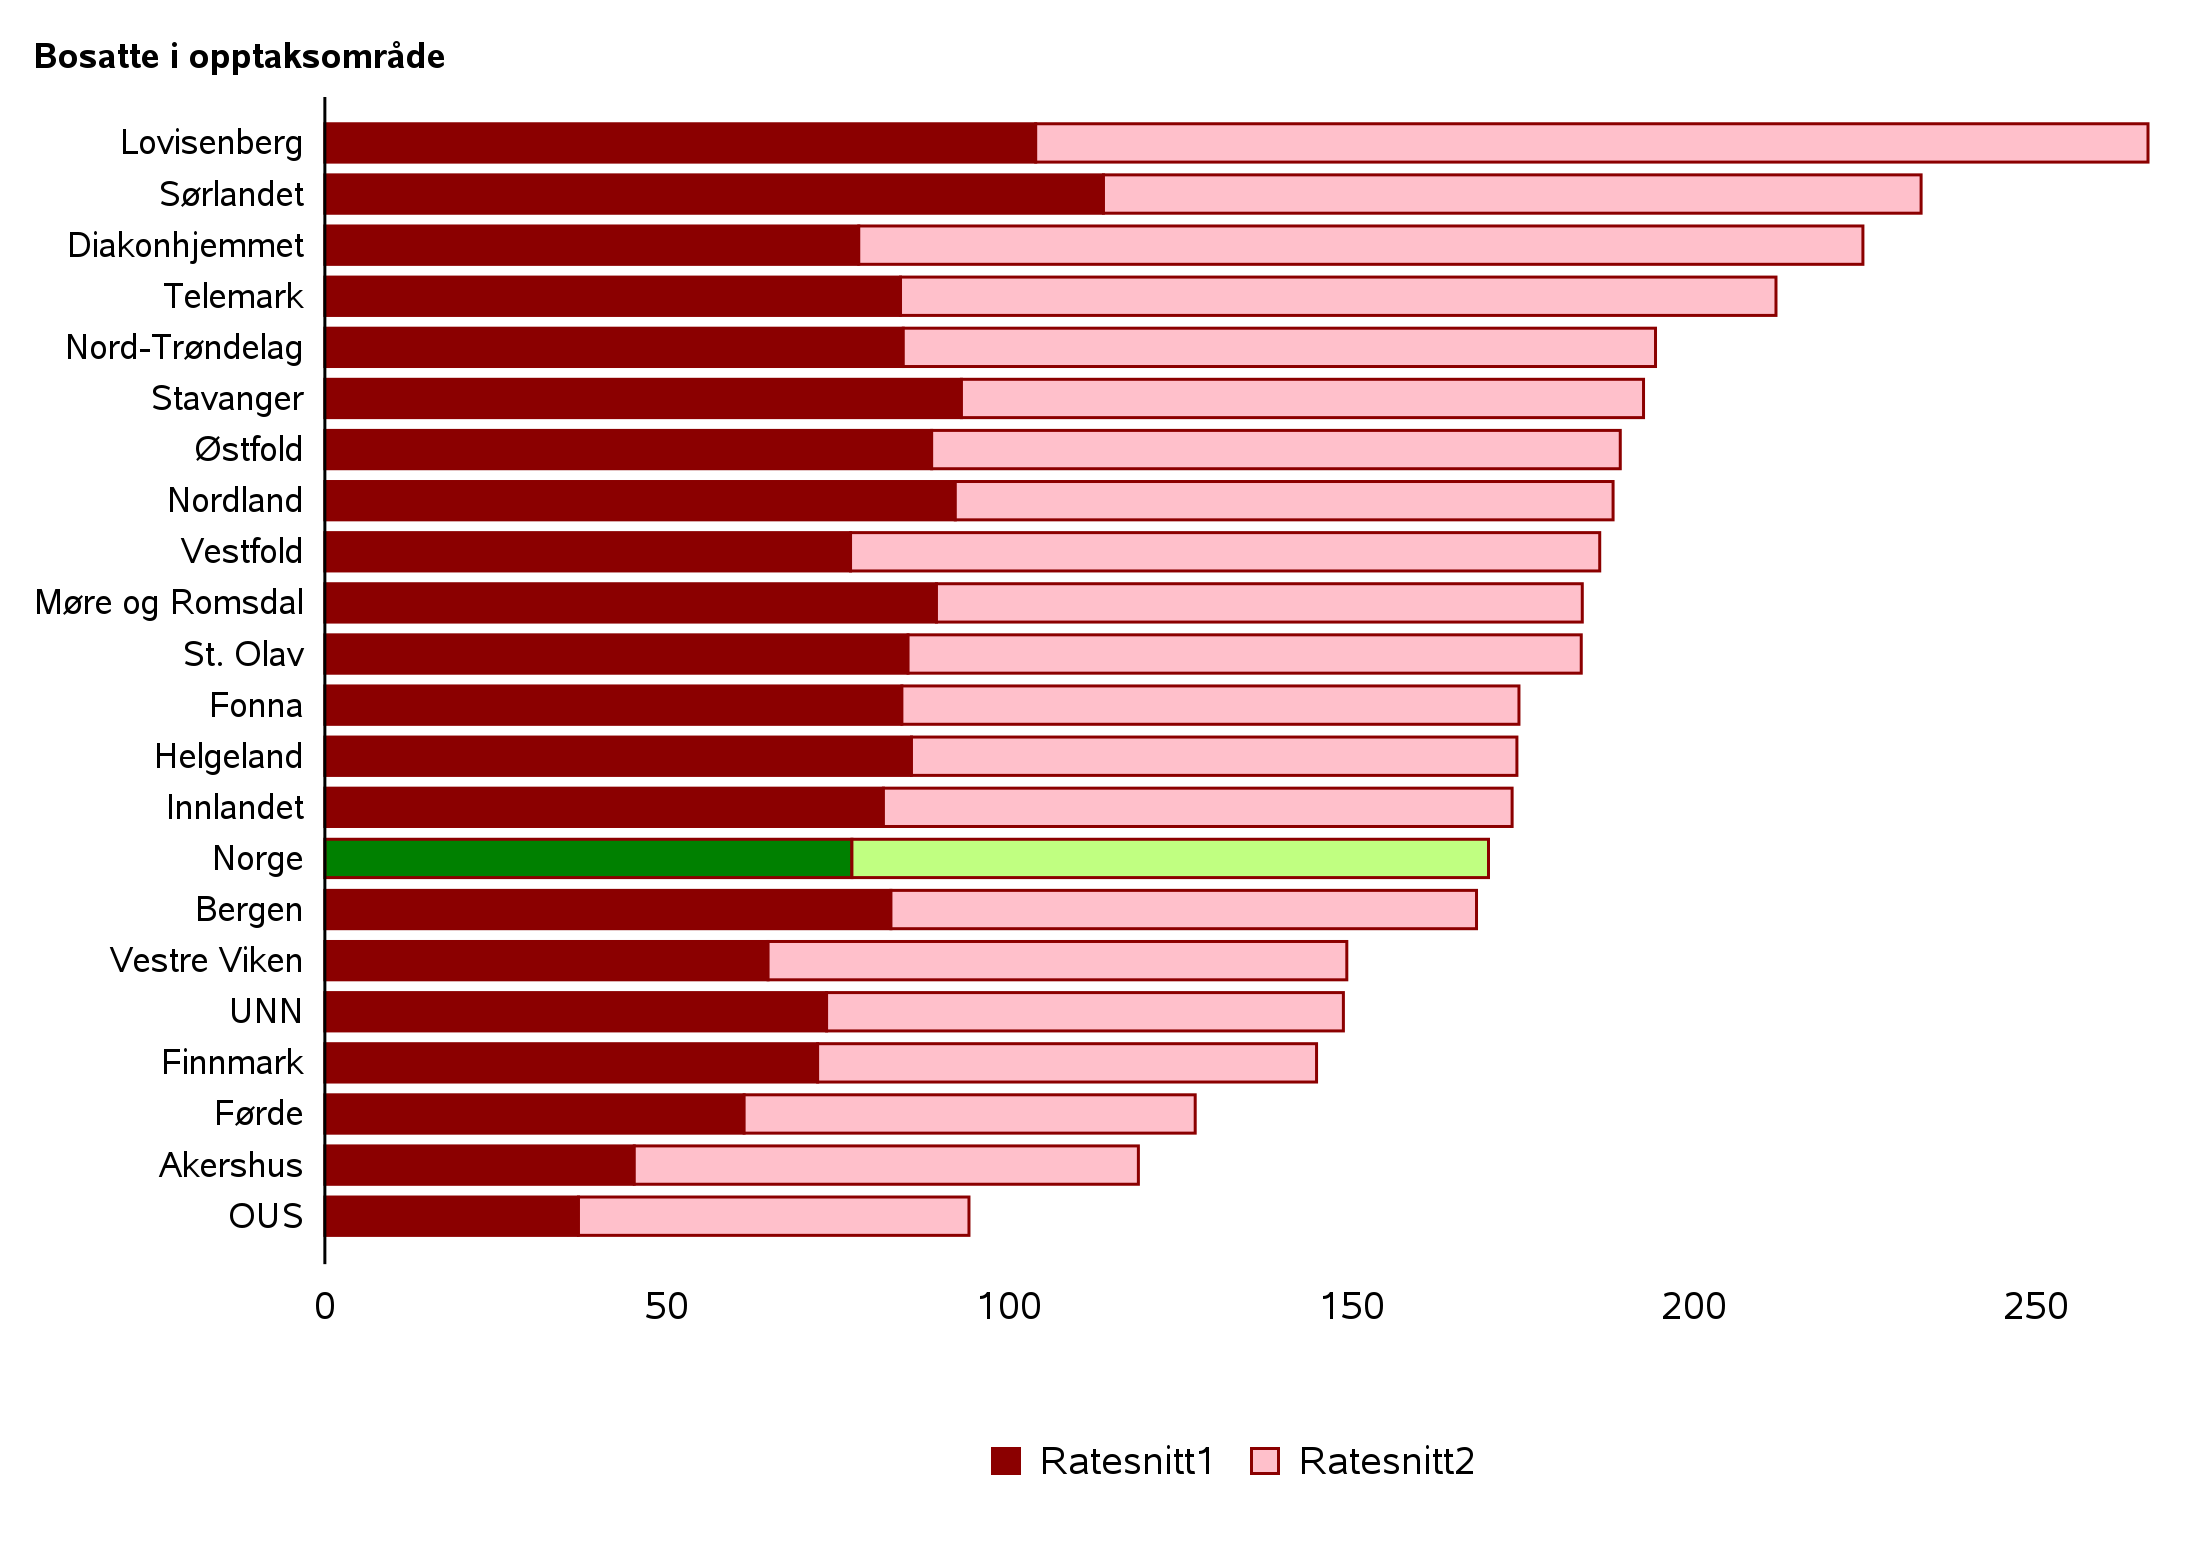 Bosatte i opptaksområde
Lovisenberg
Sørlandet
Diakonhjemmet
Telemark
Nord-Trøndelag
Stavanger
Østfold
Nordland
Vestfold
Møre og Romsdal
St. Olav
Fonna
Helgeland
Innlandet
Norge
Bergen
Vestre Viken
UNN
Finnmark
Førde
Akershus
OUS
0 50 100 150 200 250
Ratesnitt1 Ratesnitt2